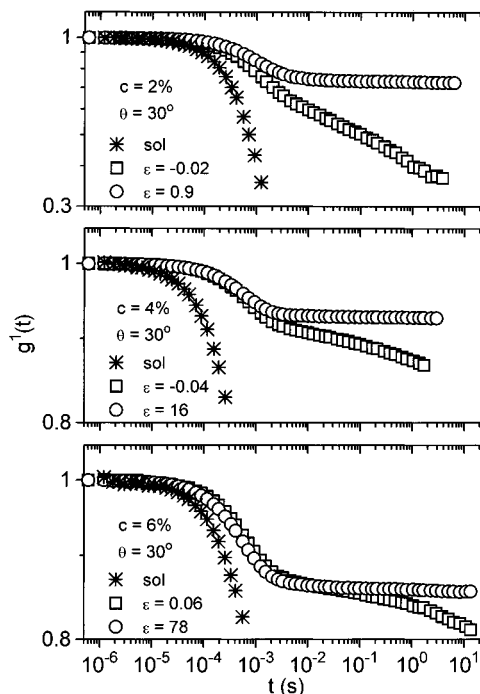 1
c = 2%
θ = 30°
sol
ε = -0.02
ε = 0.9
0.3
1
c = 4%
θ = 30°
sol
ε = -0.04
ε = 16
0.8
g¹(t)
1
c = 6%
θ = 30°
sol
ε = 0.06
ε = 78
0.8
10⁻⁶ 10⁻⁵ 10⁻⁴ 10⁻³ 10⁻² 10⁻¹ 10⁰ 10¹
t (s)